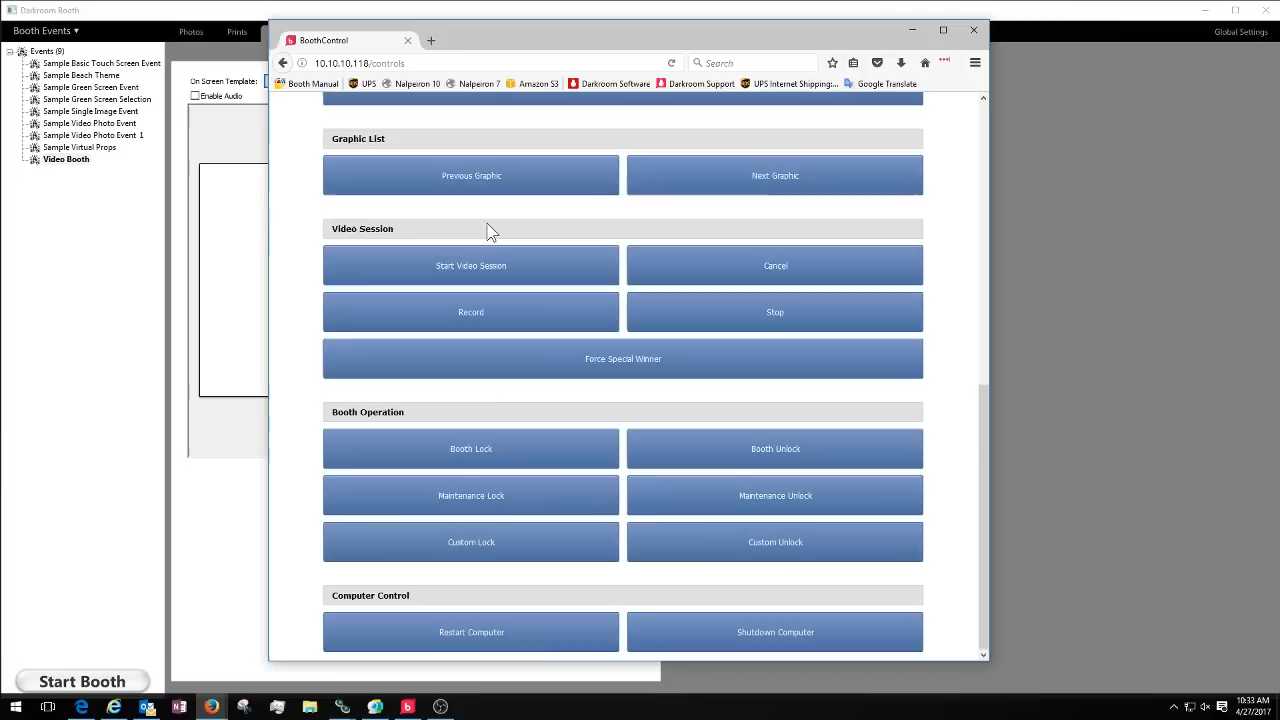 Darkroom Booth
Booth Events ▾
Photos
Prints
Global Settings
Events (9)
Sample Basic Touch Screen Event
Sample Beach Theme
Sample Green Screen Event
Sample Green Screen Selection
Sample Single Image Event
Sample Video Photo Event
Sample Video Photo Event 1
Sample Virtual Props
Video Booth
On Screen Template:
Enable Audio
Start Booth
BoothControl
10.10.10.118/controls
Search
Booth Manual
UPS
Nalpeiron 10
Nalpeiron 7
Amazon S3
Darkroom Software
Darkroom Support
UPS Internet Shipping:...
Google Translate
Graphic List
Previous Graphic
Next Graphic
Video Session
Start Video Session
Cancel
Record
Stop
Force Special Winner
Booth Operation
Booth Lock
Booth Unlock
Maintenance Lock
Maintenance Unlock
Custom Lock
Custom Unlock
Computer Control
Restart Computer
Shutdown Computer
10:33 AM
4/27/2017